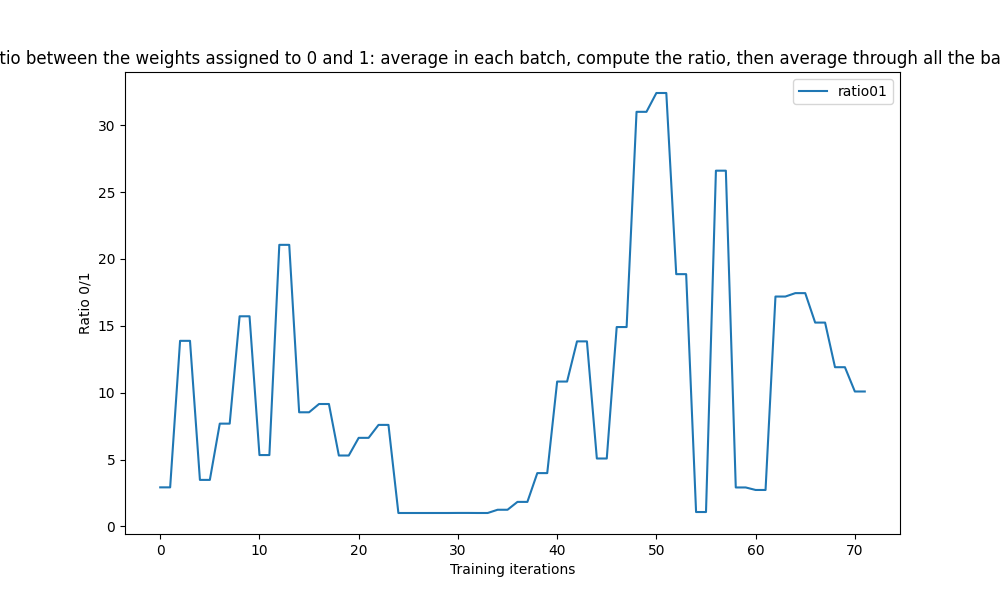 tio between the weights assigned to 0 and 1: average in each batch, compute the ratio, then average through all the ba
ratio01
30
25
20
15
10
5
0
Ratio 0/1
0 10 20 30 40 50 60 70
Training iterations